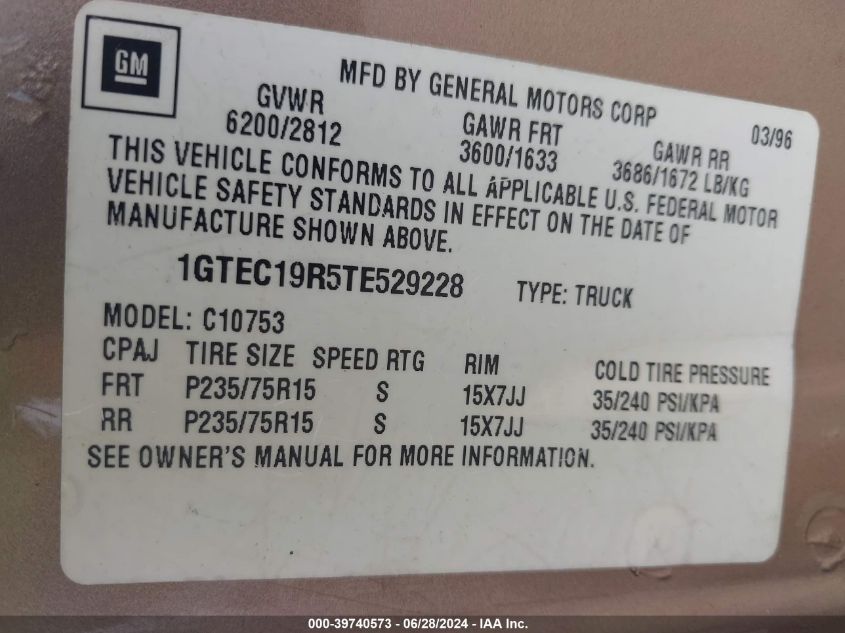 GM
MFD BY GENERAL MOTORS CORP
03/96
GVWR
6200/2812
GAWR FRT
3600/1633
GAWR RR
3686/1672 LB/KG
THIS VEHICLE CONFORMS TO ALL APPLICABLE U.S. FEDERAL MOTOR
VEHICLE SAFETY STANDARDS IN EFFECT ON THE DATE OF
MANUFACTURE SHOWN ABOVE.
1GTEC19R5TE529228 TYPE: TRUCK
MODEL: C10753
CPAJ TIRE SIZE SPEED RTG RIM COLD TIRE PRESSURE
FRT P235/75R15 S 15X7JJ 35/240 PSI/KPA
RR P235/75R15 S 15X7JJ 35/240 PSI/KPA
SEE OWNER'S MANUAL FOR MORE INFORMATION.
000-39740573 - 06/28/2024 - IAA Inc.